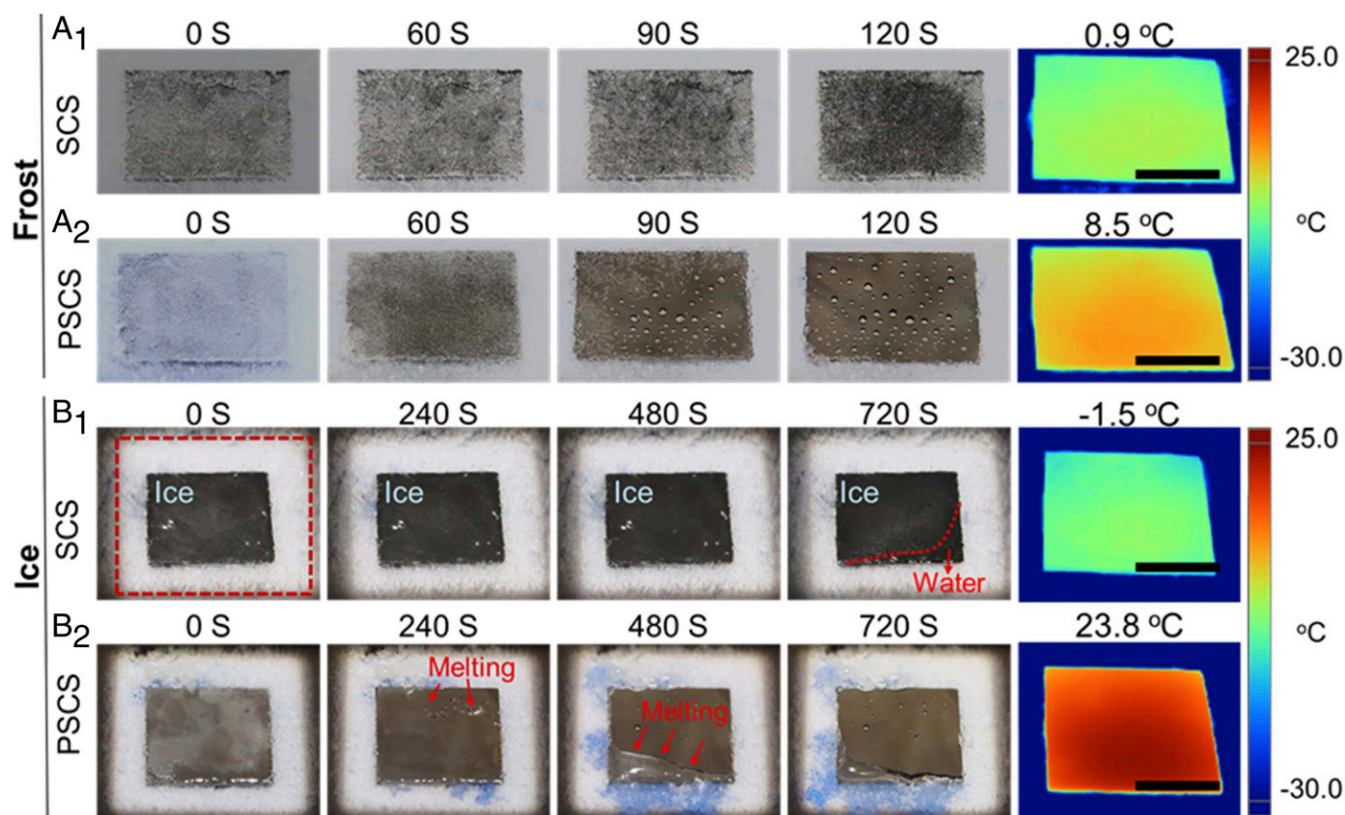 A1 0 S 60 S 90 S 120 S 0.9 °C
SCS
25.0
Frost
A2 0 S 60 S 90 S 120 S 8.5 °C
PSCS
°C
-30.0
B1 0 S 240 S 480 S 720 S -1.5 °C
SCS
Ice Ice Ice Ice
Water
25.0
Ice
B2 0 S 240 S 480 S 720 S 23.8 °C
PSCS
Melting
Melting
°C
-30.0